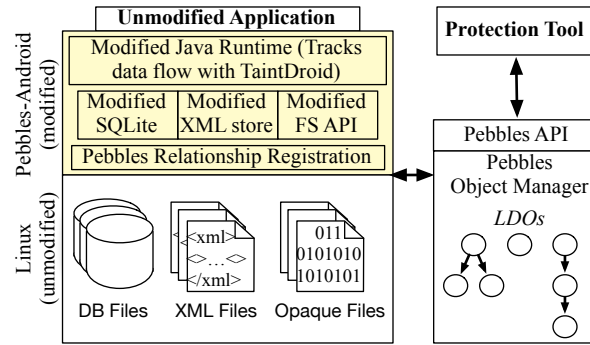 Unmodified Application
Pebbles-Android
(modified)
Modified Java Runtime (Tracks
data flow with TaintDroid)
Modified
SQLite
Modified
XML store
Modified
FS API
Pebbles Relationship Registration
Linux
(unmodified)
<xml>
<>…<>
</xml>
011
0101010
1010101
DB Files
XML Files
Opaque Files
Protection Tool
Pebbles API
Pebbles
Object Manager
LDOs